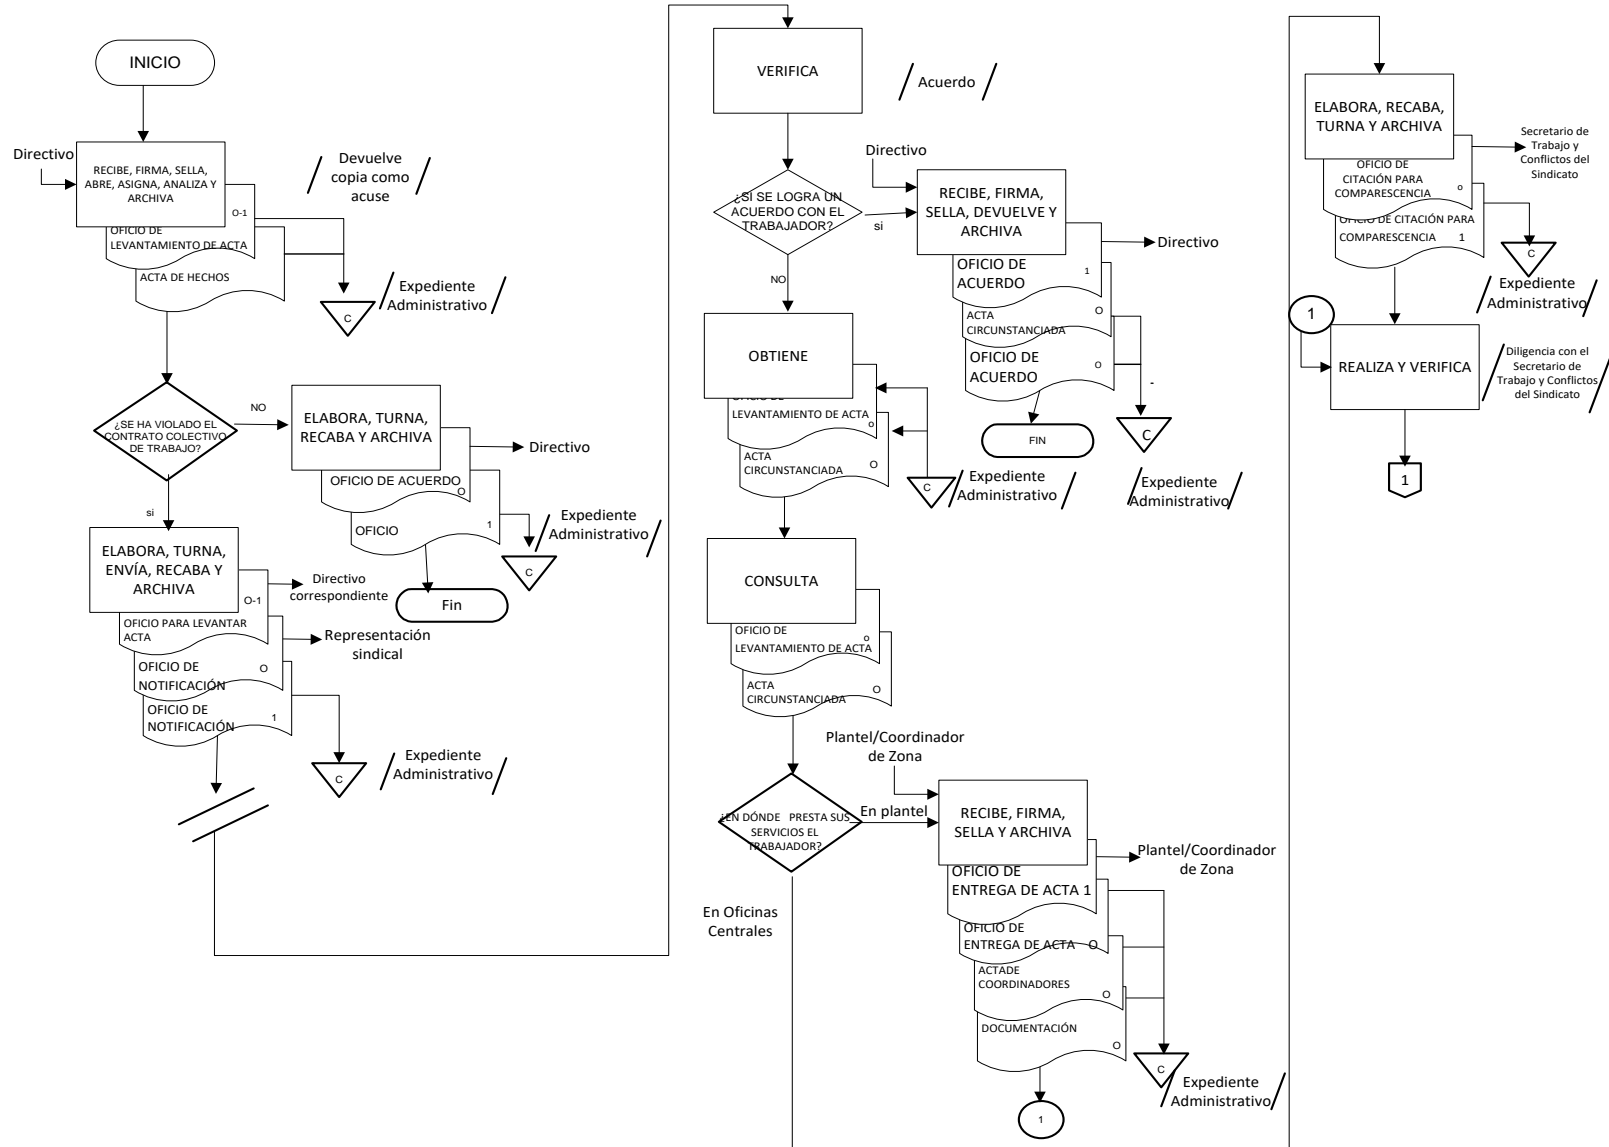 INICIO
Directivo
RECIBE, FIRMA, SELLA,
ABRE, ASIGNA, ANALIZA Y
ARCHIVA
O-1
OFICIO DE
LEVANTAMIENTO DE ACTA
ACTA DE HECHOS
Devuelve
copia como
acuse
C
Expediente
Administrativo
¿SE HA VIOLADO EL
CONTRATO COLECTIVO
DE TRABAJO?
NO
ELABORA, TURNA,
RECABA Y ARCHIVA
Directivo
OFICIO DE ACUERDO
O
OFICIO
1
Expediente
Administrativo
C
Fin
si
ELABORA, TURNA,
ENVÍA, RECABA Y
ARCHIVA
O-1
Directivo
correspondiente
OFICIO PARA LEVANTAR
ACTA
Representación
sindical
OFICIO DE
O
NOTIFICACIÓN
OFICIO DE
1
NOTIFICACIÓN
C
Expediente
Administrativo
VERIFICA
Acuerdo
¿SI SE LOGRA UN
ACUERDO CON EL
TRABAJADOR?
si
Directivo
RECIBE, FIRMA,
SELLA, DEVUELVE Y
ARCHIVA
Directivo
OFICIO DE
1
ACUERDO
ACTA
O
CIRCUNSTANCIADA
OFICIO DE
O
ACUERDO
-
C
Expediente
Administrativo
FIN
NO
OBTIENE
OFICIO DE
LEVANTAMIENTO DE ACTA
o
ACTA
CIRCUNSTANCIADA
O
C
Expediente
Administrativo
CONSULTA
OFICIO DE
o
LEVANTAMIENTO DE ACTA
ACTA
O
CIRCUNSTANCIADA
Plantel/Coordinador
de Zona
¿EN DÓNDE PRESTA SUS
SERVICIOS EL
TRABAJADOR?
En plantel
RECIBE, FIRMA,
SELLA Y ARCHIVA
Plantel/Coordinador
de Zona
OFICIO DE
ENTREGA DE ACTA 1
OFICIO DE
ENTREGA DE ACTA O
ACTADE
COORDINADORES
O
DOCUMENTACIÓN
O
C
Expediente
Administrativo
1
En Oficinas
Centrales
ELABORA, RECABA,
TURNA Y ARCHIVA
Secretario de
Trabajo y
Conflictos del
Sindicato
OFICIO DE
CITACIÓN PARA
COMPARESCENCIA
o
OFICIO DE CITACIÓN PARA
COMPARESCENCIA 1
C
Expediente
Administrativo
1
REALIZA Y VERIFICA
Diligencia con el
Secretario de
Trabajo y Conflictos
del Sindicato
1